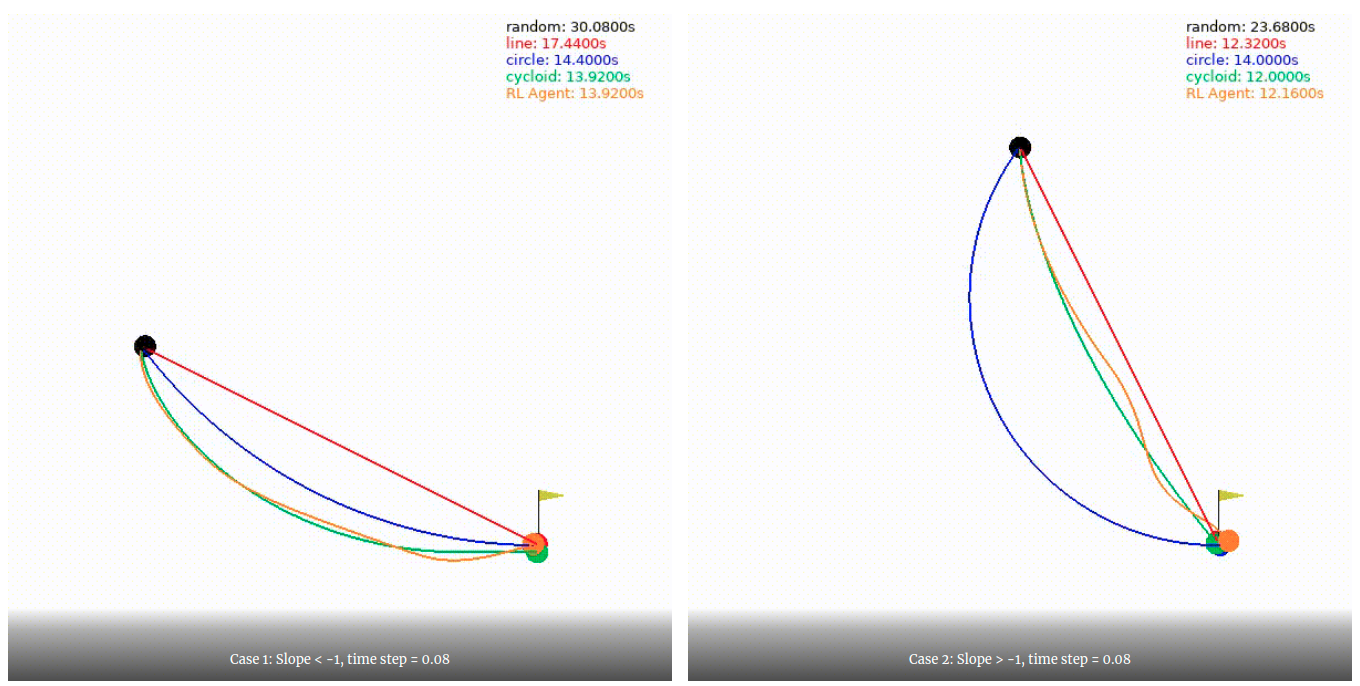 random: 30.0800s
line: 17.4400s
circle: 14.4000s
cycloid: 13.9200s
RL Agent: 13.9200s
Case 1: Slope < -1, time step = 0.08
random: 23.6800s
line: 12.3200s
circle: 14.0000s
cycloid: 12.0000s
RL Agent: 12.1600s
Case 2: Slope > -1, time step = 0.08